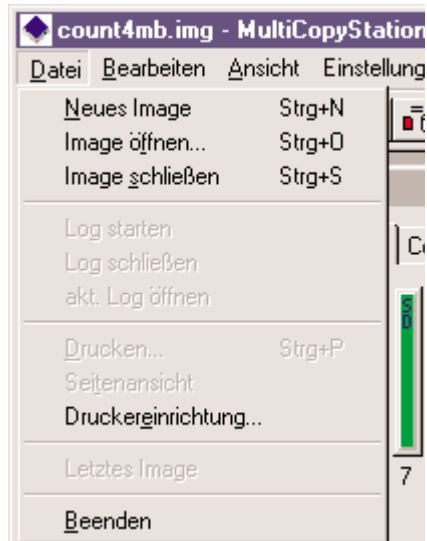 count4mb.img - MultiCopyStation
Datei Bearbeiten Ansicht Einstellung
Neues Image Strg+N
Image öffnen... Strg+O
Image schließen Strg+S
Log starten
Log schließen
akt. Log öffnen
Drucken... Strg+P
Seitenansicht
Druckereinrichtung...
Letztes Image
Beenden
SD
7